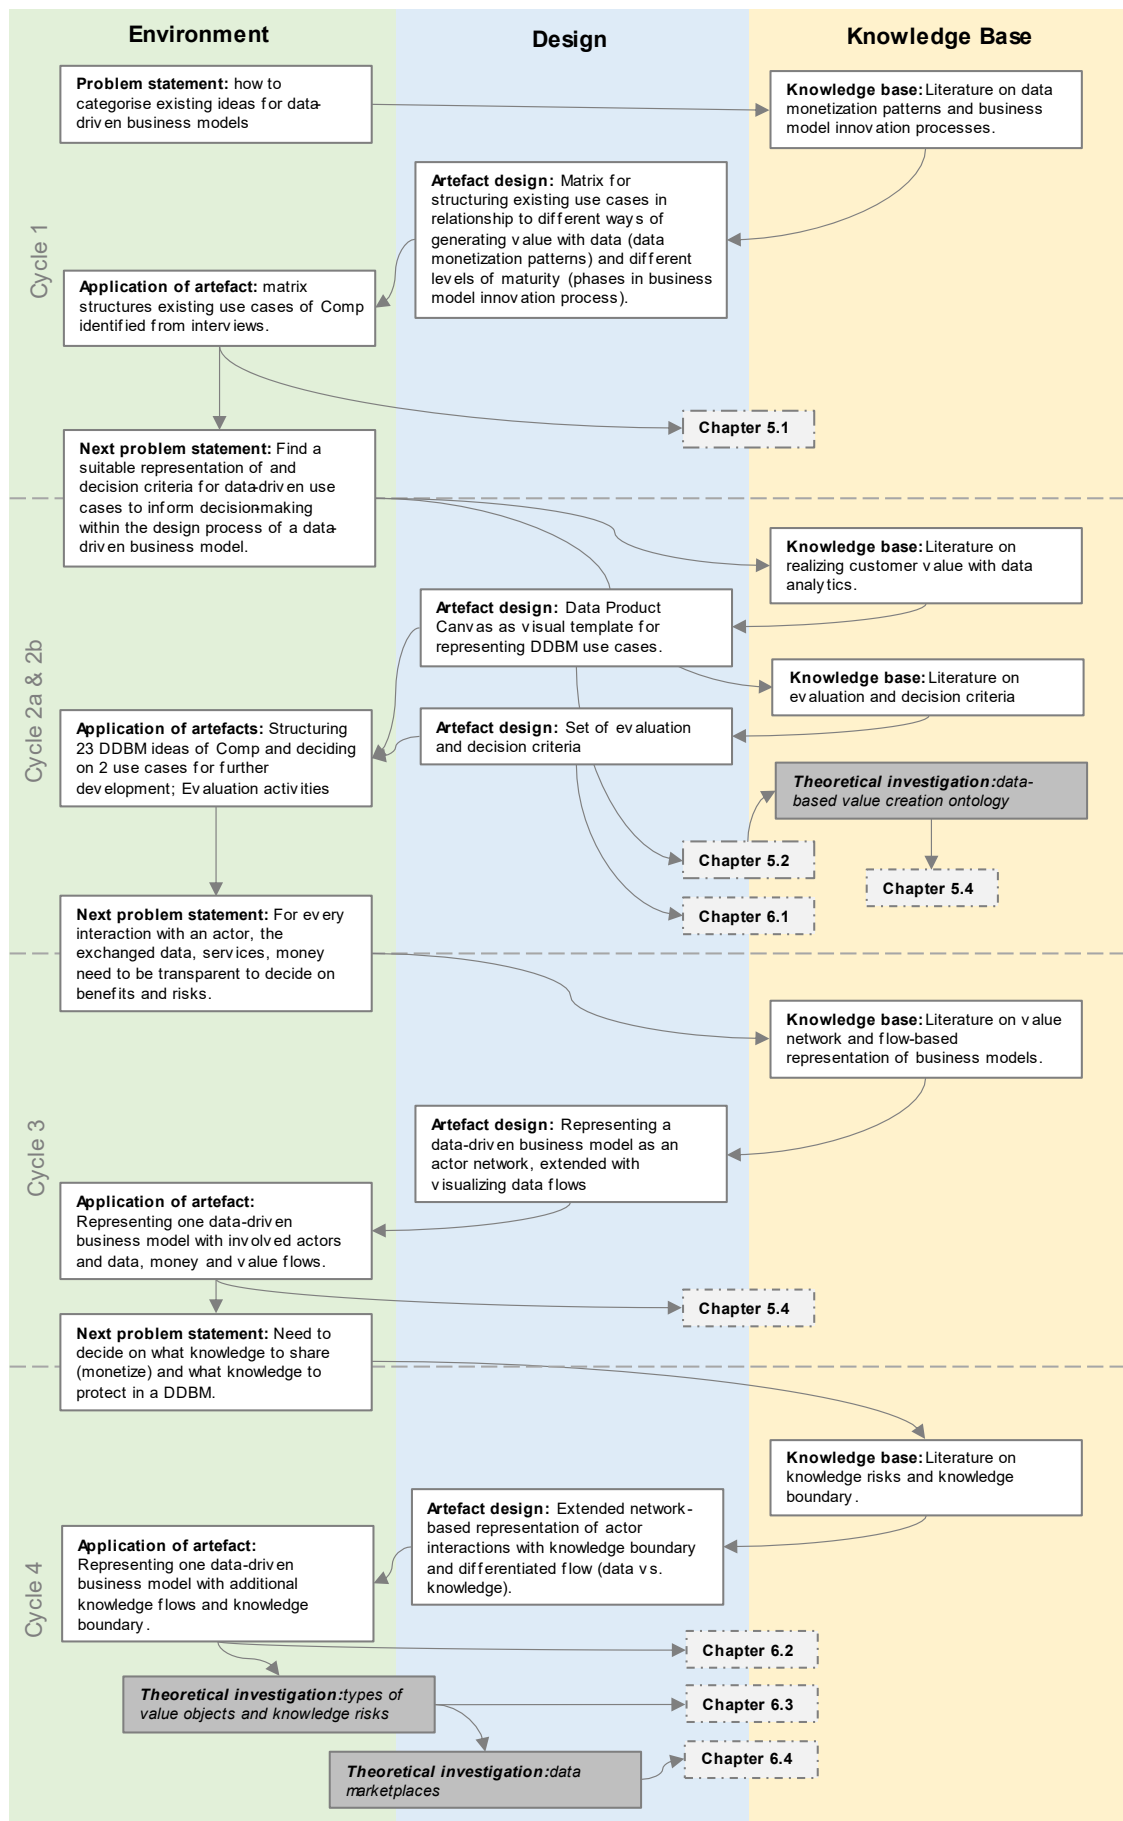 Environment
Design
Knowledge Base
Problem statement: how to
categorise existing ideas for data-
driven business models
Knowledge base: Literature on data
monetization patterns and business
model innovation processes.
Cycle 1
Artefact design: Matrix for
structuring existing use cases in
relationship to different ways of
generating value with data (data
monetization patterns) and different
levels of maturity (phases in business
model innovation process).
Application of artefact: matrix
structures existing use cases of Comp
identified from interviews.
Chapter 5.1
Next problem statement: Find a
suitable representation of and
decision criteria for data-driven use
cases to inform decision-making
within the design process of a data-
driven business model.
Cycle 2a & 2b
Knowledge base: Literature on
realizing customer value with data
analytics.
Artefact design: Data Product
Canvas as visual template for
representing DDBM use cases.
Knowledge base: Literature on
evaluation and decision criteria
Artefact design: Set of evaluation
and decision criteria
Application of artefacts: Structuring
23 DDBM ideas of Comp and deciding
on 2 use cases for further
development; Evaluation activities
Theoretical investigation: data-
based value creation ontology
Chapter 5.2
Chapter 5.4
Chapter 6.1
Next problem statement: For every
interaction with an actor, the
exchanged data, services, money
need to be transparent to decide on
benefits and risks.
Cycle 3
Knowledge base: Literature on value
network and flow-based
representation of business models.
Artefact design: Representing a
data-driven business model as an
actor network, extended with
visualizing data flows
Application of artefact:
Representing one data-driven
business model with involved actors
and data, money and value flows.
Chapter 5.4
Next problem statement: Need to
decide on what knowledge to share
(monetize) and what knowledge to
protect in a DDBM.
Cycle 4
Knowledge base: Literature on
knowledge risks and knowledge
boundary.
Artefact design: Extended network-
based representation of actor
interactions with knowledge boundary
and differentiated flow (data vs.
knowledge).
Application of artefact:
Representing one data-driven
business model with additional
knowledge flows and knowledge
boundary.
Chapter 6.2
Theoretical investigation: types of
value objects and knowledge risks
Chapter 6.3
Theoretical investigation: data
marketplaces
Chapter 6.4